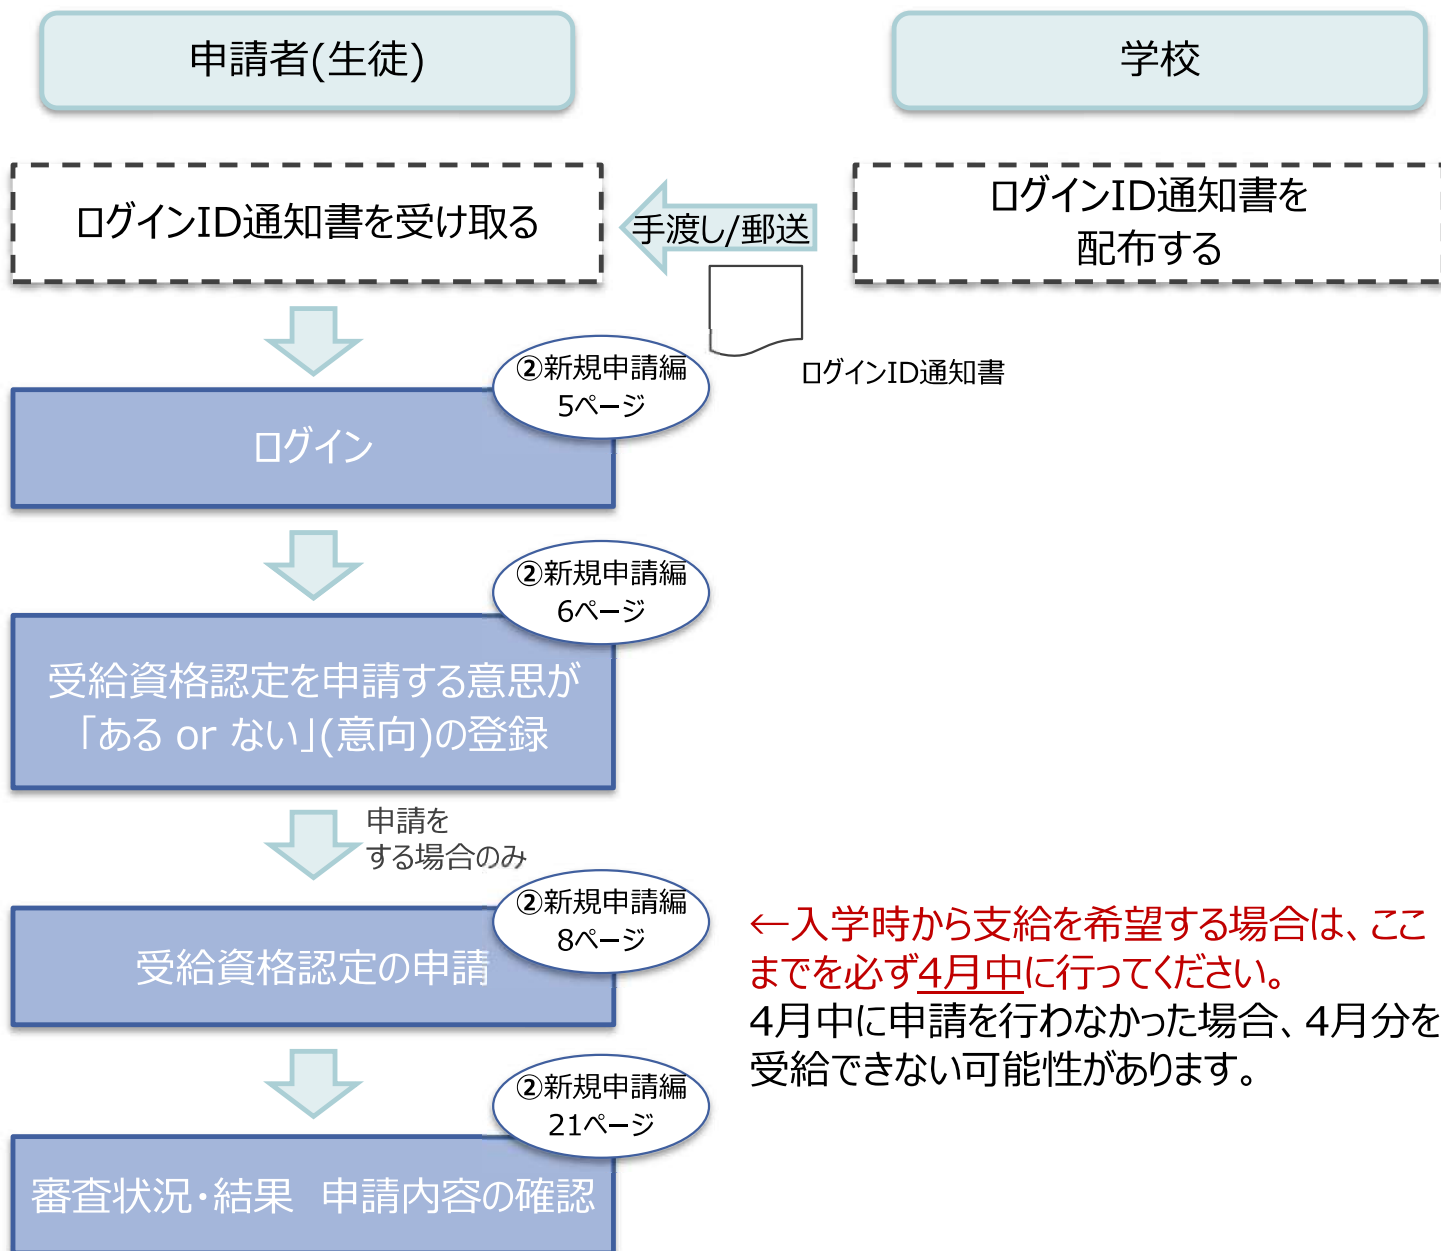 申請者(生徒)
学校
ログインID通知書を受け取る
手渡し/郵送
ログインID通知書を
配布する
ログインID通知書
②新規申請編
5ページ
ログイン
②新規申請編
6ページ
受給資格認定を申請する意思が
「ある or ない」(意向)の登録
申請を
する場合のみ
②新規申請編
8ページ
受給資格認定の申請
←入学時から支給を希望する場合は、ここ
までを必ず4月中に行ってください。
4月中に申請を行わなかった場合、4月分を
受給できない可能性があります。
②新規申請編
21ページ
審査状況・結果　申請内容の確認